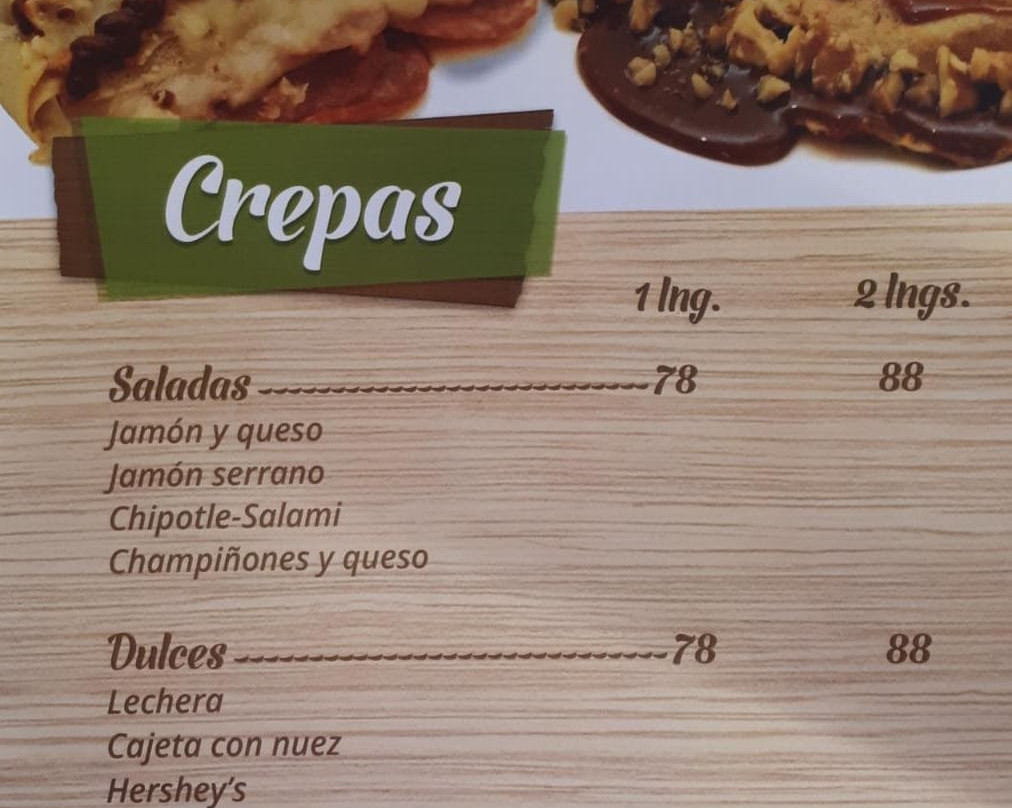 Crepas
1 Ing. 2 Ings.
Saladas 78 88
Jamón y queso
Jamón serrano
Chipotle-Salami
Champiñones y queso
Dulces 78 88
Lechera
Cajeta con nuez
Hershey's